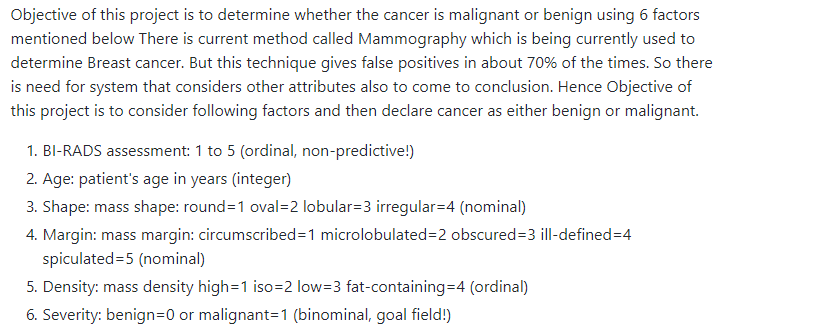 Objective of this project is to determine whether the cancer is malignant or benign using 6 factors
mentioned below There is current method called Mammography which is being currently used to
determine Breast cancer. But this technique gives false positives in about 70% of the times. So there
is need for system that considers other attributes also to come to conclusion. Hence Objective of
this project is to consider following factors and then declare cancer as either benign or malignant.
1. BI-RADS assessment: 1 to 5 (ordinal, non-predictive!)
2. Age: patient's age in years (integer)
3. Shape: mass shape: round=1 oval=2 lobular=3 irregular=4 (nominal)
4. Margin: mass margin: circumscribed=1 microlobulated=2 obscured=3 ill-defined=4
spiculated=5 (nominal)
5. Density: mass density high=1 iso=2 low=3 fat-containing=4 (ordinal)
6. Severity: benign=0 or malignant=1 (binominal, goal field!)